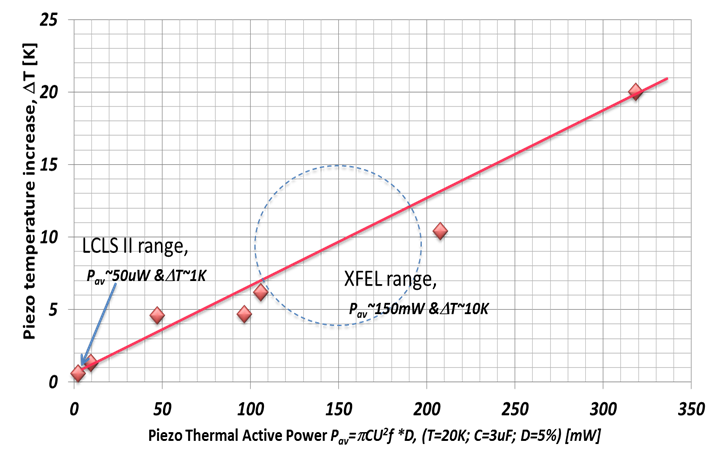 Piezo temperature increase, ΔT [K]
25
20
15
10
5
0
LCLS II range,
Pav~50uW &ΔT~1K
XFEL range,
Pav~150mW &ΔT~10K
0 50 100 150 200 250 300 350
Piezo Thermal Active Power Pav=πCU²f *D, (T=20K; C=3uF; D=5%) [mW]